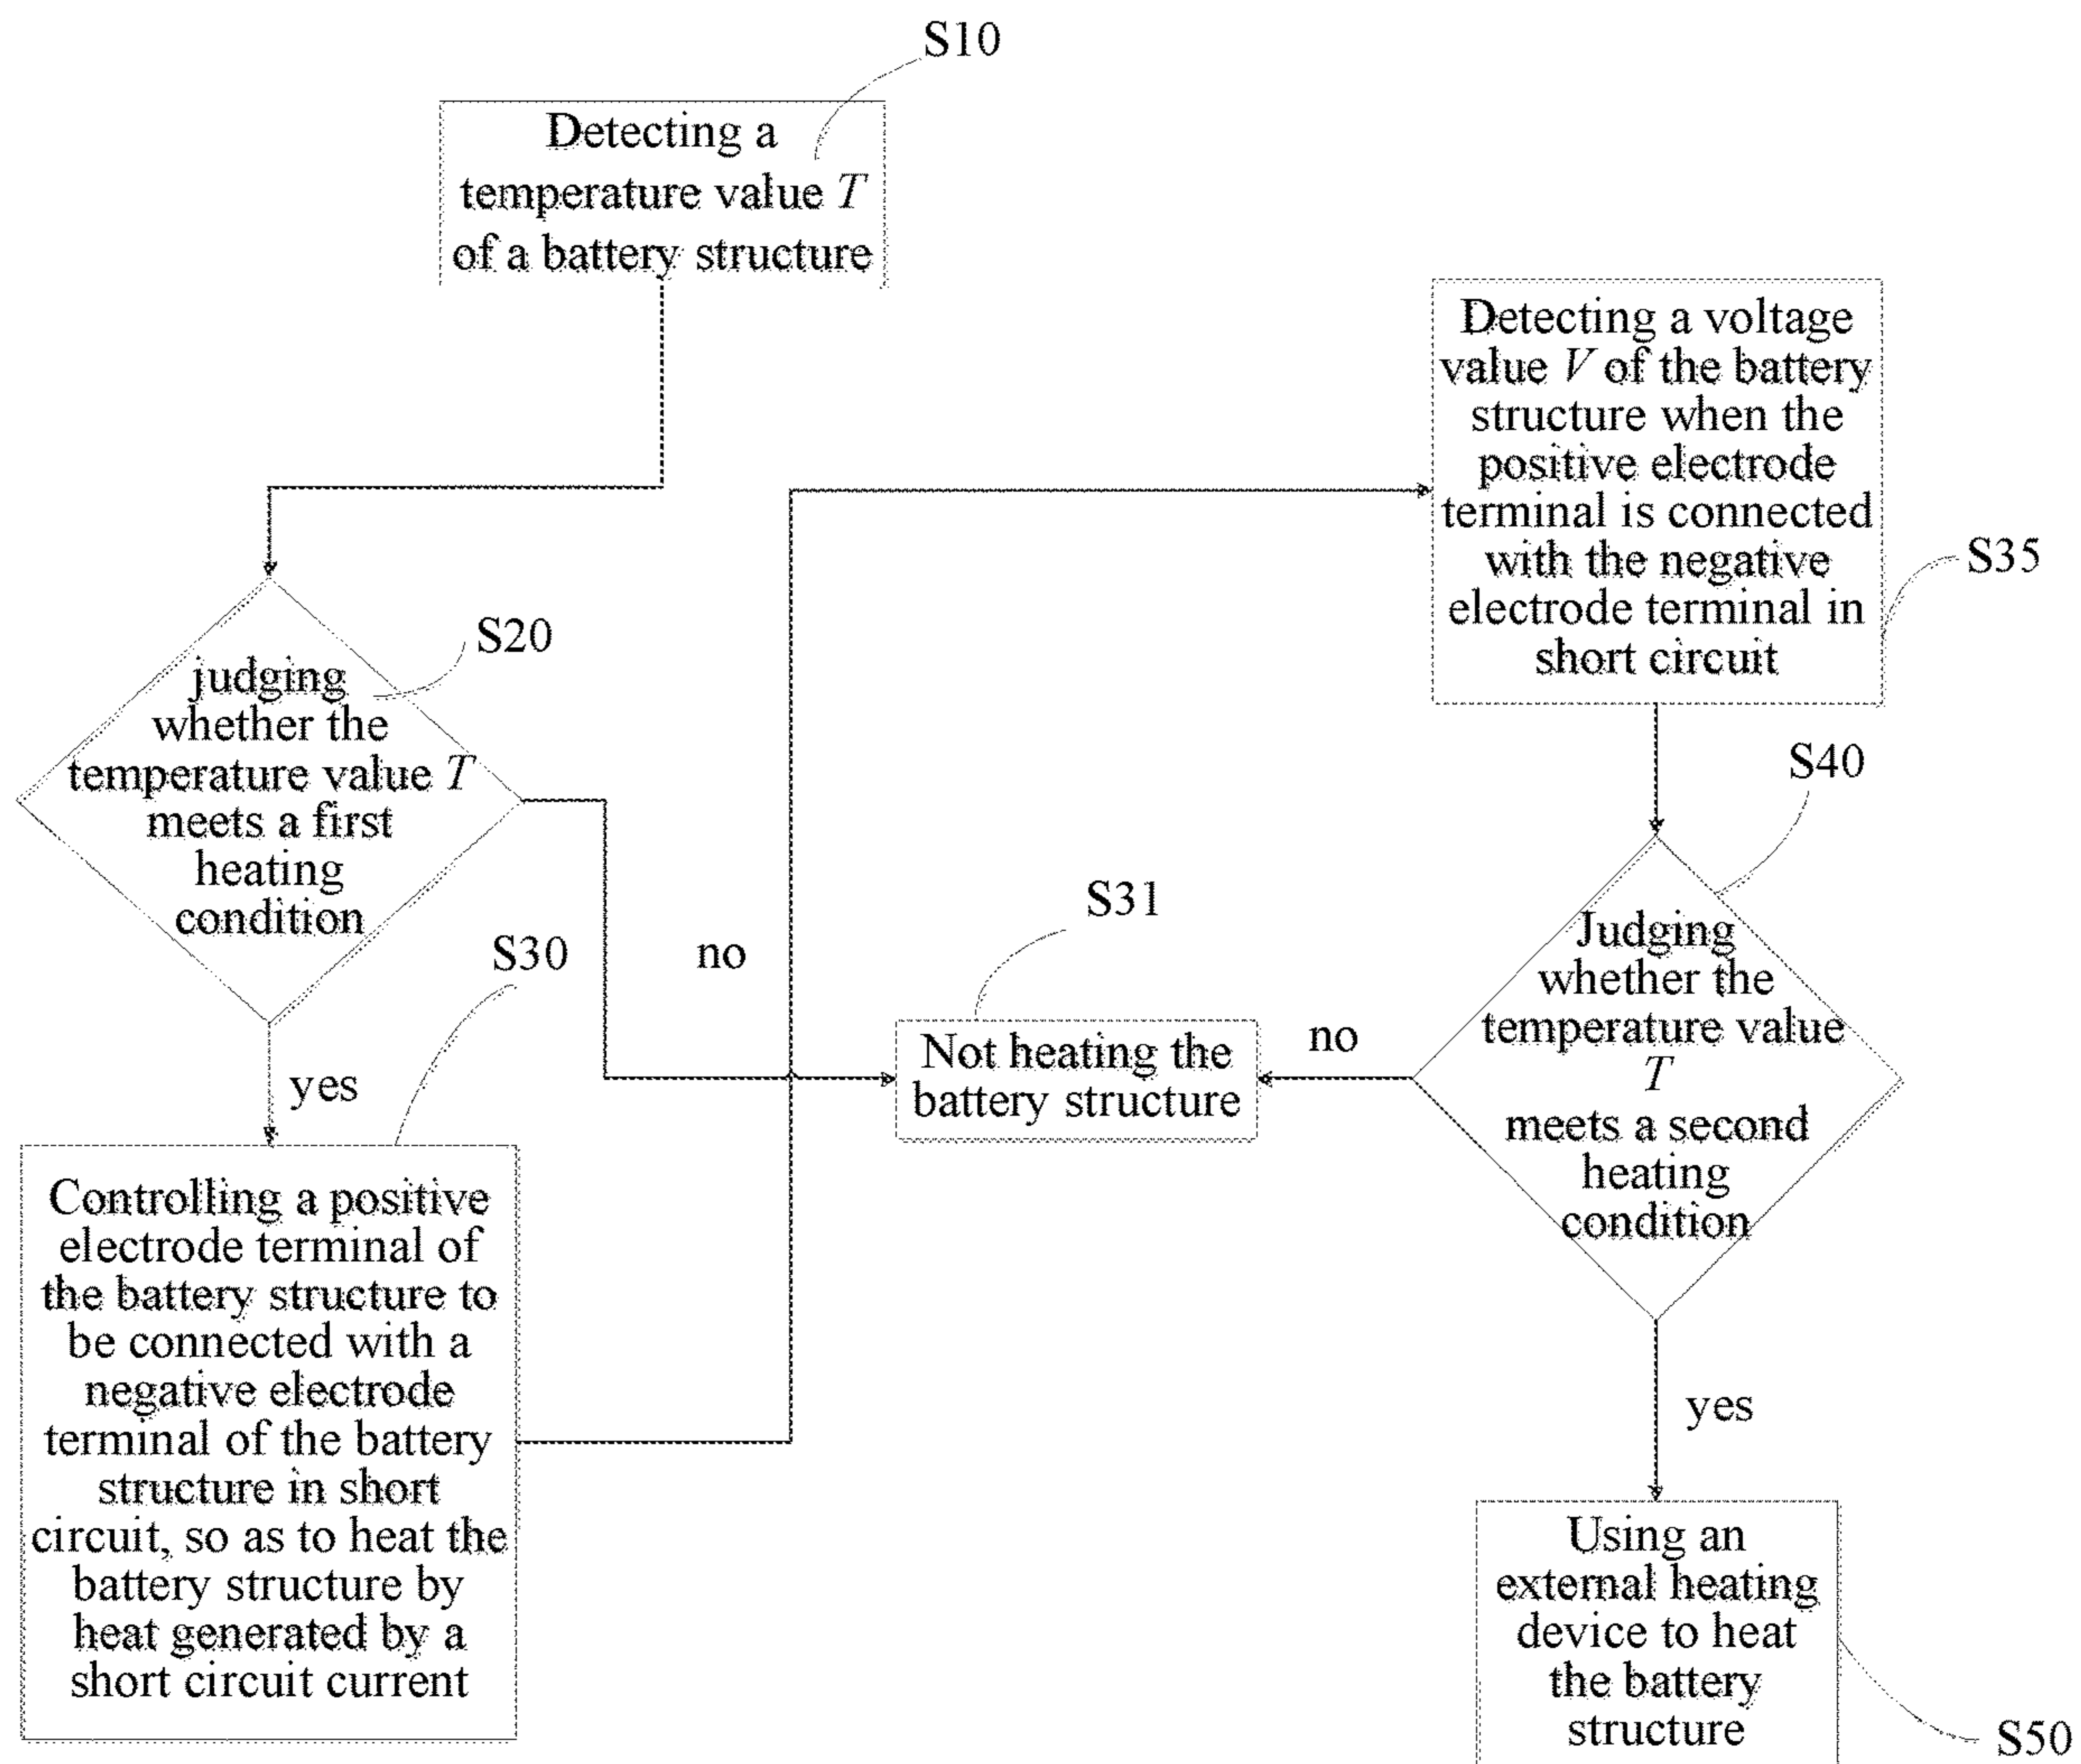 S10
Detecting a
temperature value T
of a battery structure
S20
judging
whether the
temperature value T
meets a first
heating
condition
yes
no
S30
Controlling a positive
electrode terminal of
the battery structure to
be connected with a
negative electrode
terminal of the battery
structure in short
circuit, so as to heat the
battery structure by
heat generated by a
short circuit current
S31
Not heating the
battery structure
Detecting a voltage
value V of the battery
structure when the
positive electrode
terminal is connected
with the negative
electrode terminal in
short circuit
S35
S40
Judging
whether the
temperature value
T
meets a second
heating
condition
no
yes
Using an
external heating
device to heat
the battery
structure
S50